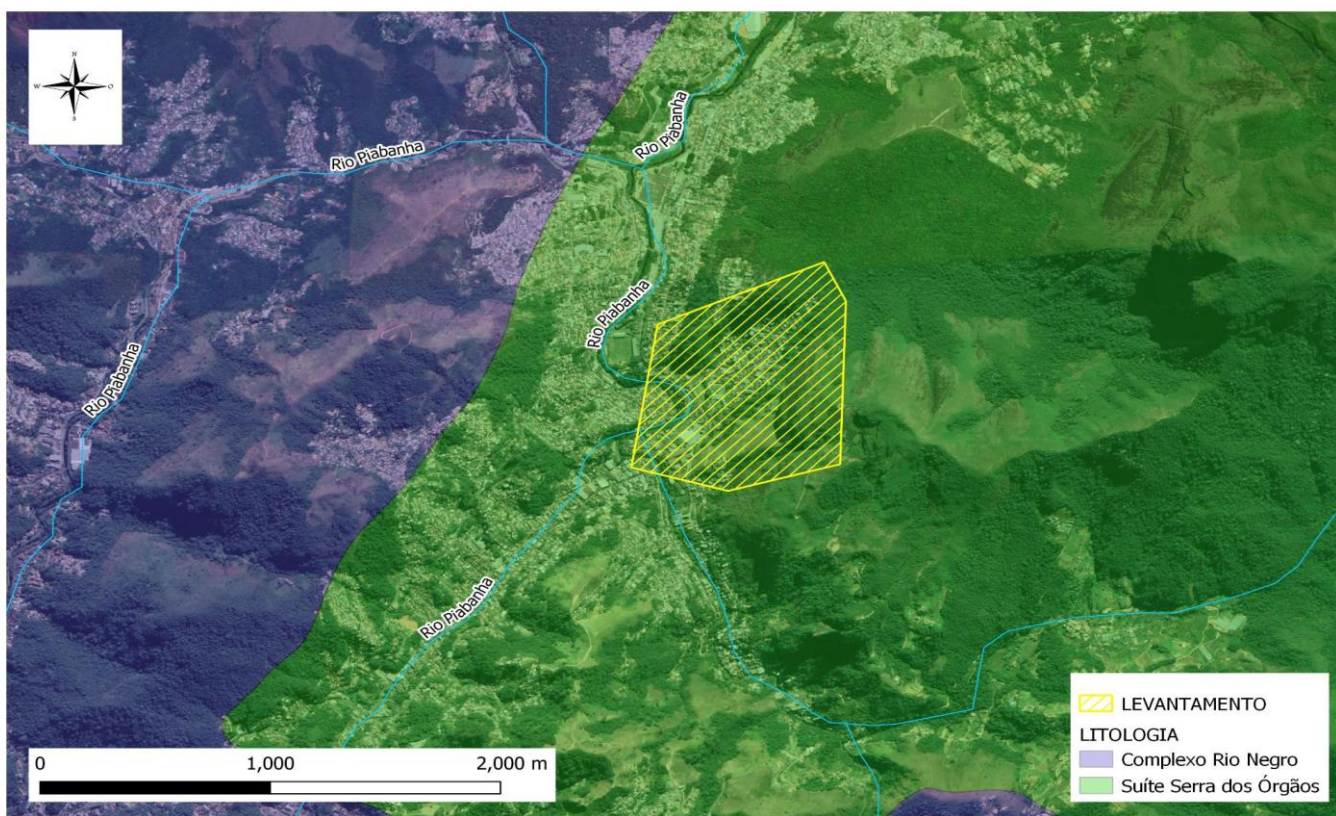 N
W O
S
Rio Piabanha
Rio Piabanha
Rio Piabanha
Rio Piabanha
Rio Piabanha
0 1,000 2,000 m
LEVANTAMENTO
LITOLOGIA
Complexo Rio Negro
Suíte Serra dos Órgãos